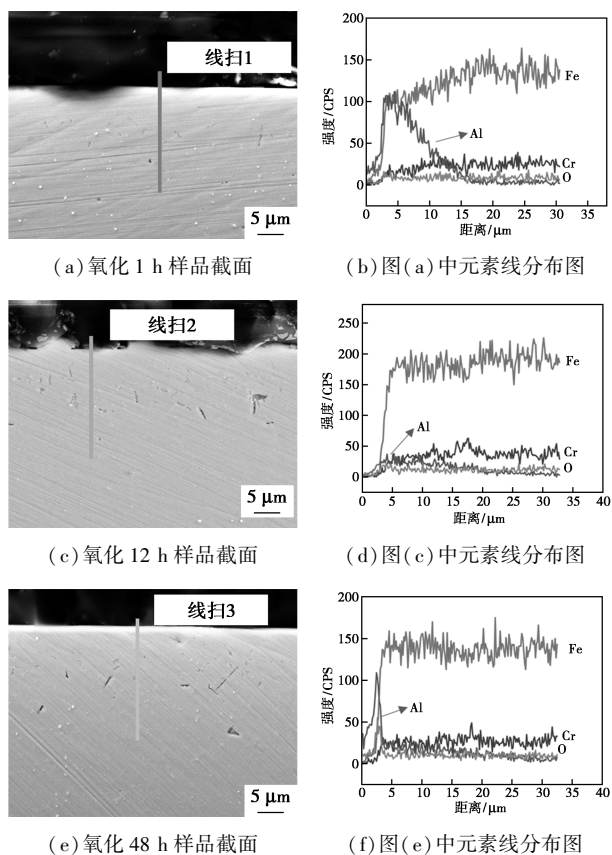 线扫1
5 μm
(a)氧化 1 h 样品截面
200
150
100
50
0
强度/CPS
Fe
Al
Cr
O
0 5 10 15 20 25 30 35
距离/μm
(b)图(a)中元素线分布图
线扫2
5 μm
(c)氧化 12 h 样品截面
250
200
150
100
50
0
强度/CPS
Fe
Al
Cr
O
0 5 10 15 20 25 30 35 40
距离/μm
(d)图(c)中元素线分布图
线扫3
5 μm
(e)氧化 48 h 样品截面
200
150
100
50
0
强度/CPS
Fe
Al
Cr
O
0 5 10 15 20 25 30 35 40
距离/μm
(f)图(e)中元素线分布图